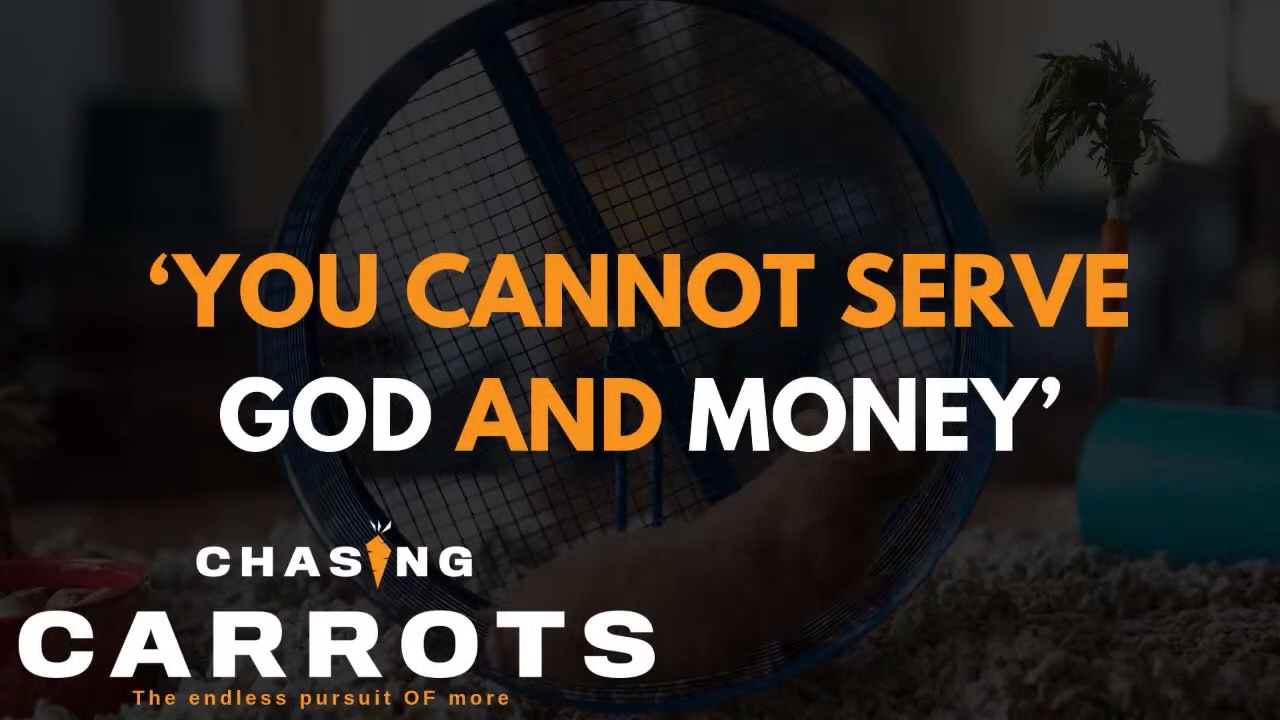 ‘YOU CANNOT SERVE
GOD AND MONEY’
CHASING
CARROTS
The endless pursuit OF more